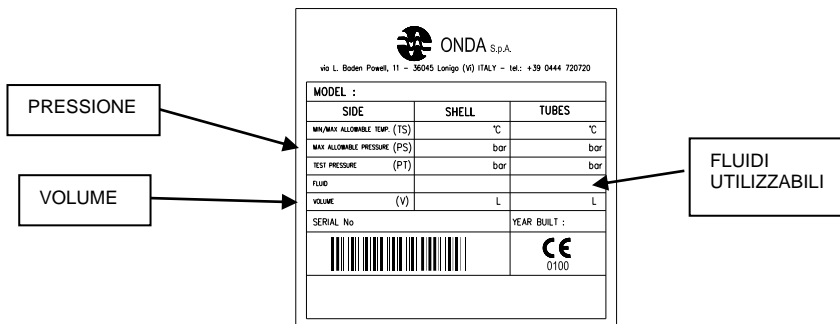 ONDA S.p.A.
via L. Baden Powell, 11 - 36045 Lonigo (Vi) ITALY - tel.: +39 0444 720720
MODEL :
SIDE SHELL TUBES
MIN/MAX ALLOWABLE TEMP. (TS) °C °C
MAX ALLOWABLE PRESSURE (PS) bar bar
TEST PRESSURE (PT) bar bar
FLUID
VOLUME (V) L L
SERIAL No YEAR BUILT :
CE
0100
PRESSIONE
VOLUME
FLUIDI
UTILIZZABILI